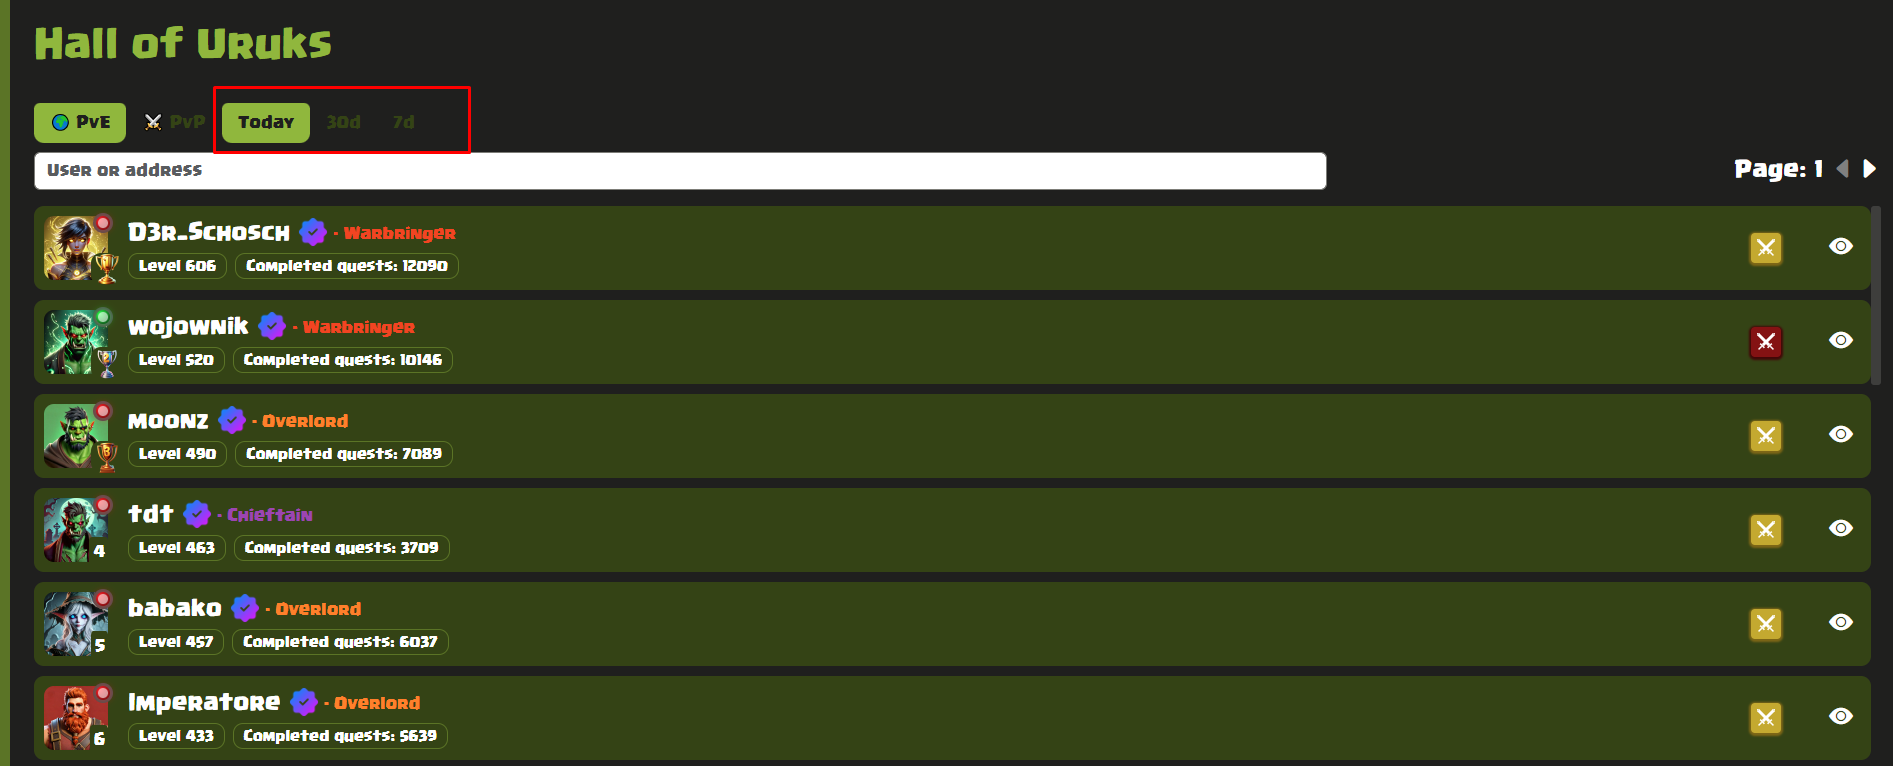 Hall of Uruks
PvE PvP Today 30d 7d
User or address
Page: 1
D3r_Schosch - Warbringer
Level 606 Completed quests: 12090
wojownik - Warbringer
Level 520 Completed quests: 10146
MOONZ - Overlord
Level 490 Completed quests: 7089
tdt - Chieftain
4
Level 463 Completed quests: 3709
babako - Overlord
5
Level 457 Completed quests: 6037
Imperatore - Overlord
6
Level 433 Completed quests: 5639